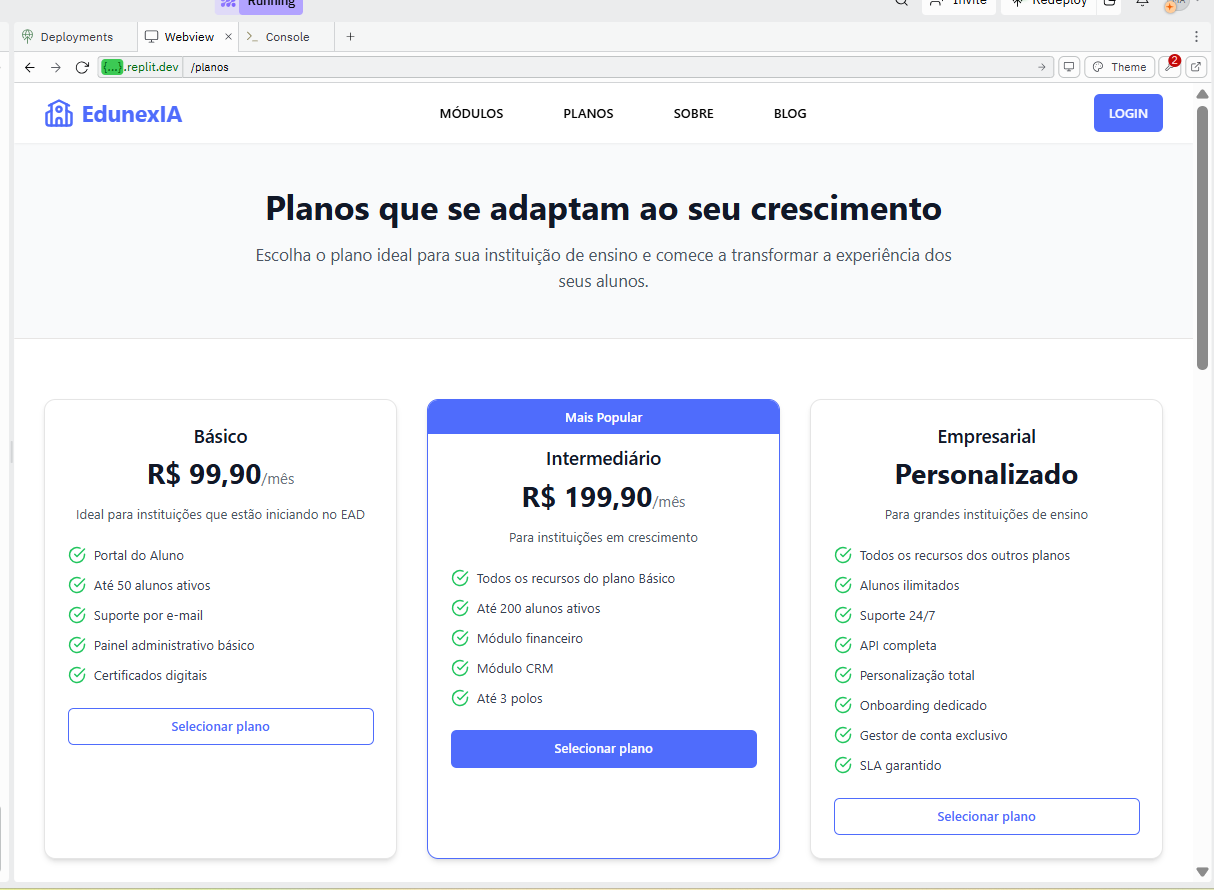 Running
Invite
Redeploy
Deployments
Webview
Console
{...}.replit.dev
/planos
Theme
2
EdunexIA
MÓDULOS
PLANOS
SOBRE
BLOG
LOGIN
Planos que se adaptam ao seu crescimento
Escolha o plano ideal para sua instituição de ensino e comece a transformar a experiência dos
seus alunos.
Básico
R$ 99,90/mês
Ideal para instituições que estão iniciando no EAD
Portal do Aluno
Até 50 alunos ativos
Suporte por e-mail
Painel administrativo básico
Certificados digitais
Selecionar plano
Mais Popular
Intermediário
R$ 199,90/mês
Para instituições em crescimento
Todos os recursos do plano Básico
Até 200 alunos ativos
Módulo financeiro
Módulo CRM
Até 3 polos
Selecionar plano
Empresarial
Personalizado
Para grandes instituições de ensino
Todos os recursos dos outros planos
Alunos ilimitados
Suporte 24/7
API completa
Personalização total
Onboarding dedicado
Gestor de conta exclusivo
SLA garantido
Selecionar plano